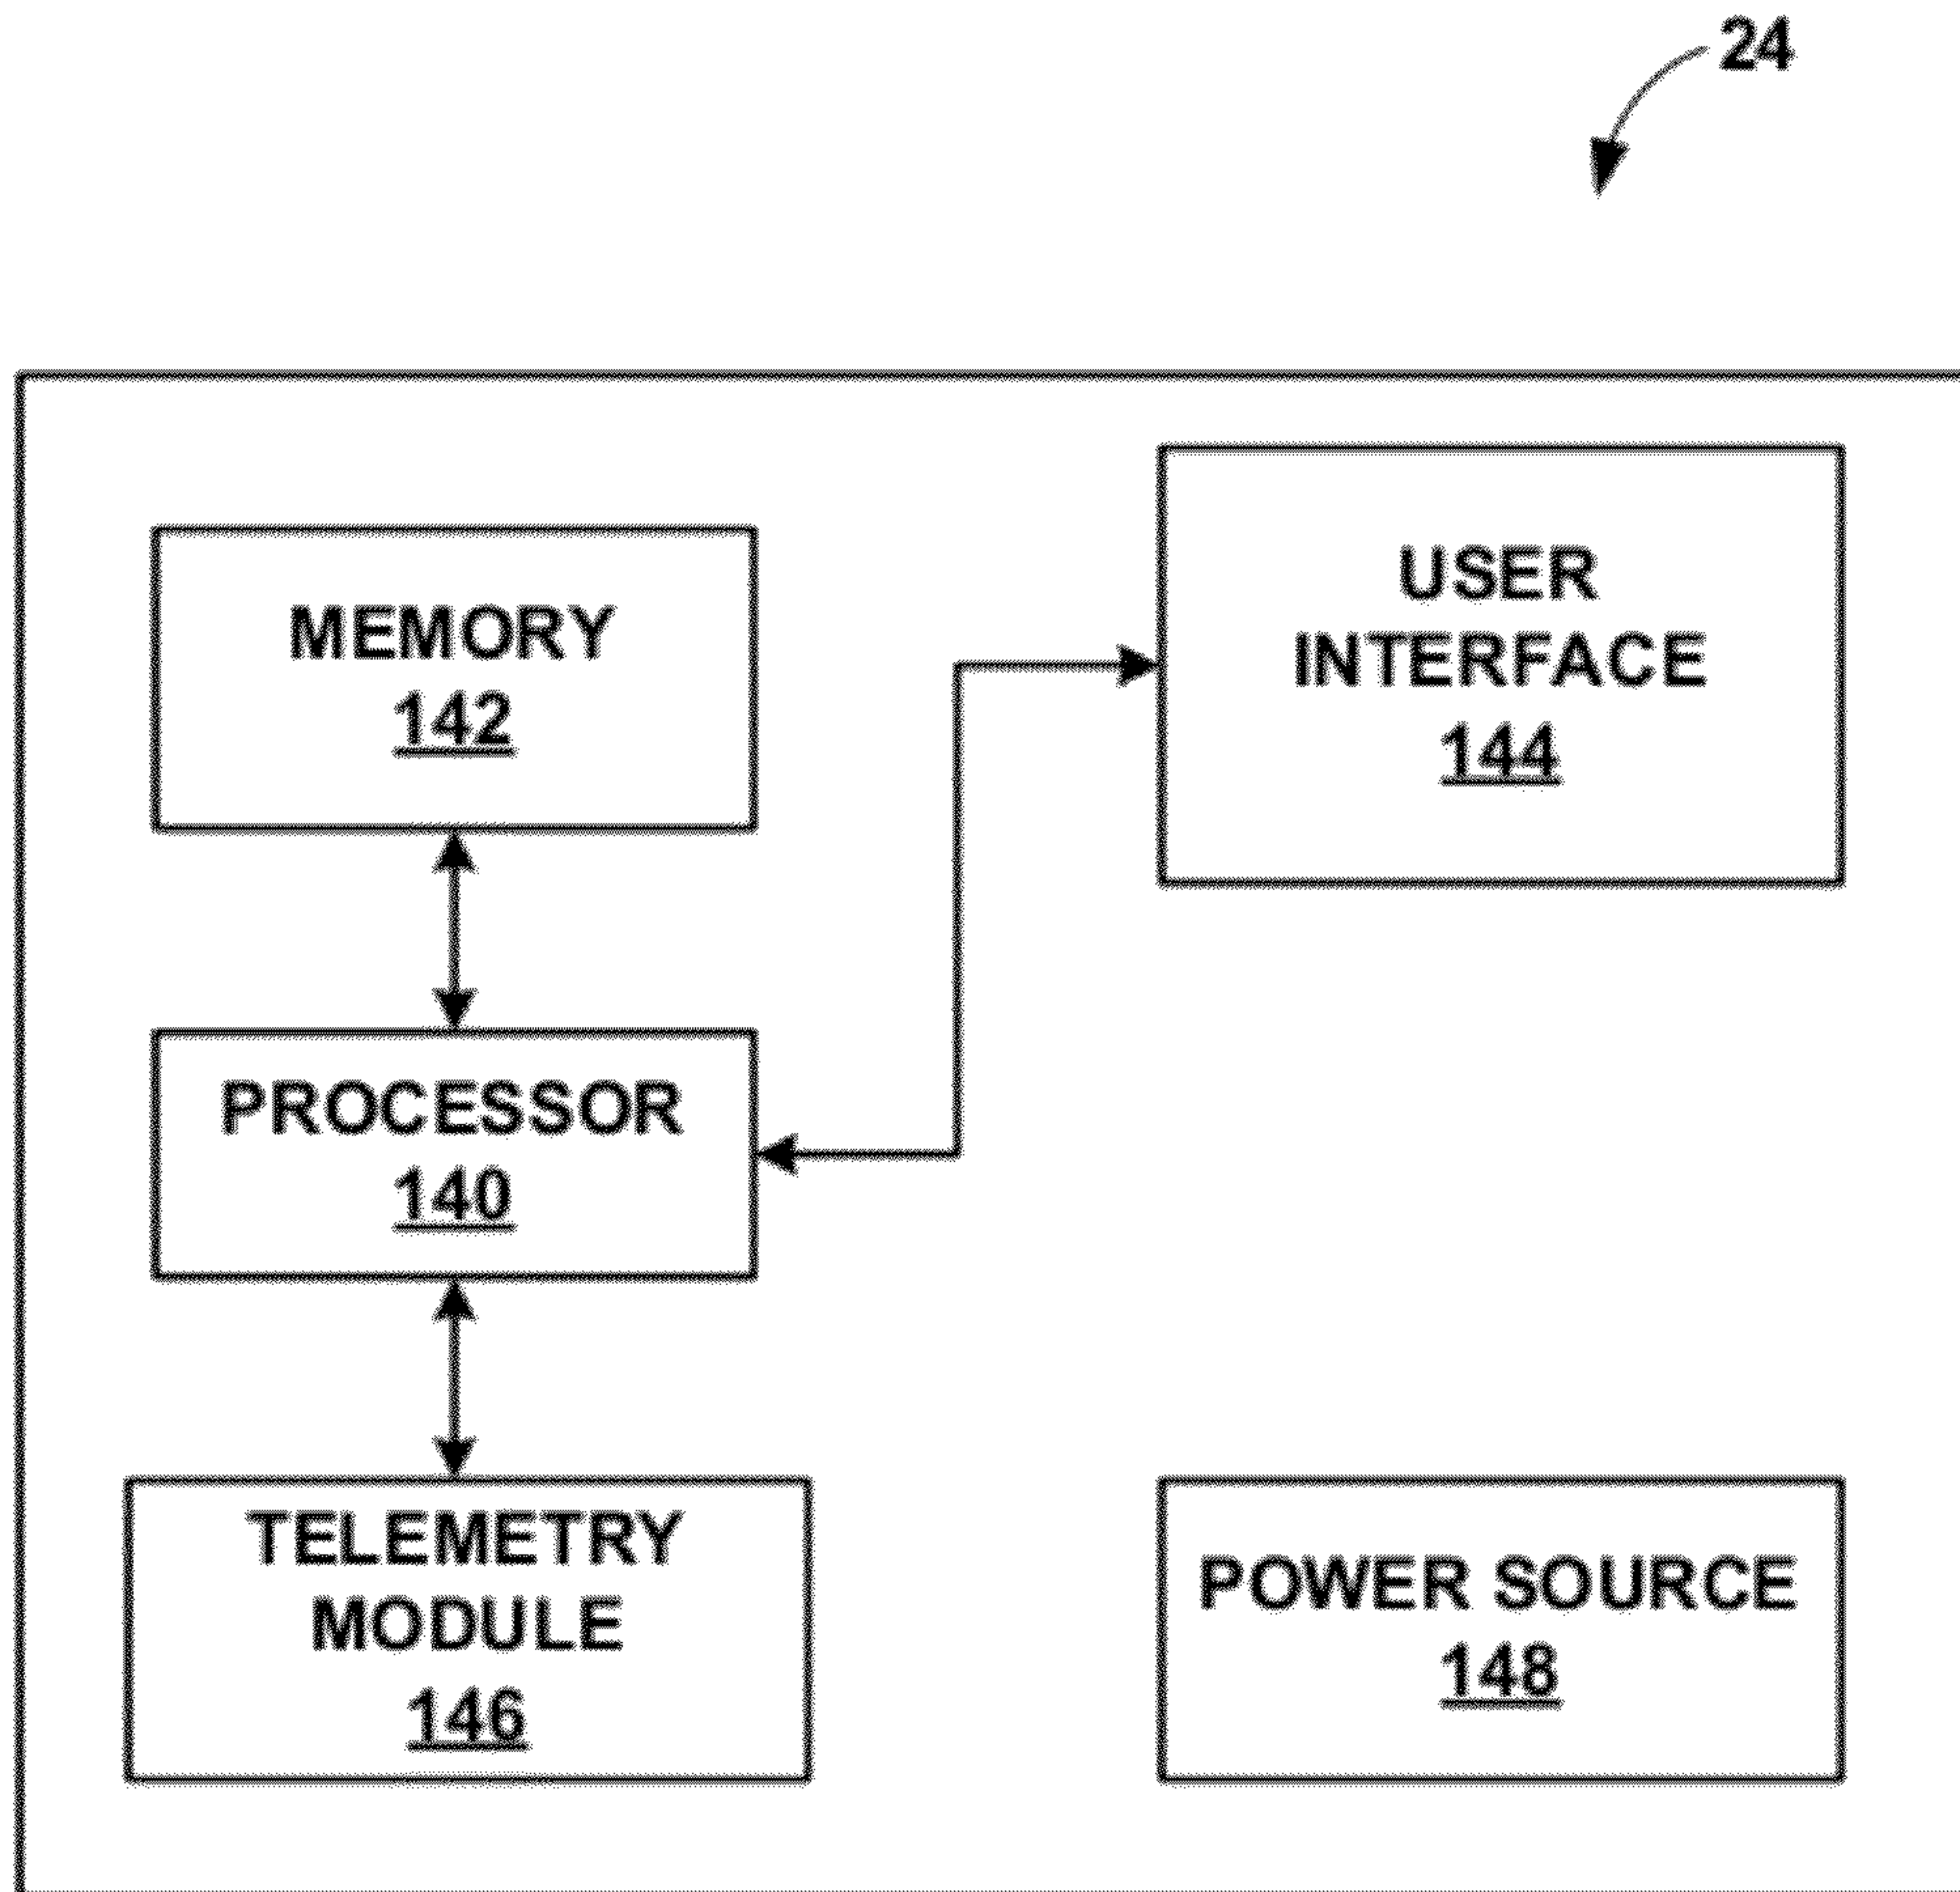 24
MEMORY
142
USER
INTERFACE
144
PROCESSOR
140
TELEMETRY
MODULE
146
POWER SOURCE
148